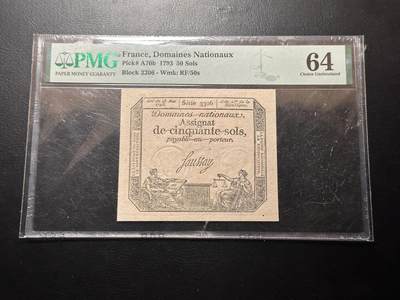 PMG
PAPER MONEY GUARANTY
France, Domaines Nationaux
Pick# A70b 1793 50 Sols
Block 3306 - Wmk: RF/50s
64
Choice Uncirculated
Série 3306
Domaines nationaux.
Assignat
de cinquante sols,
payable au porteur.
Saussay